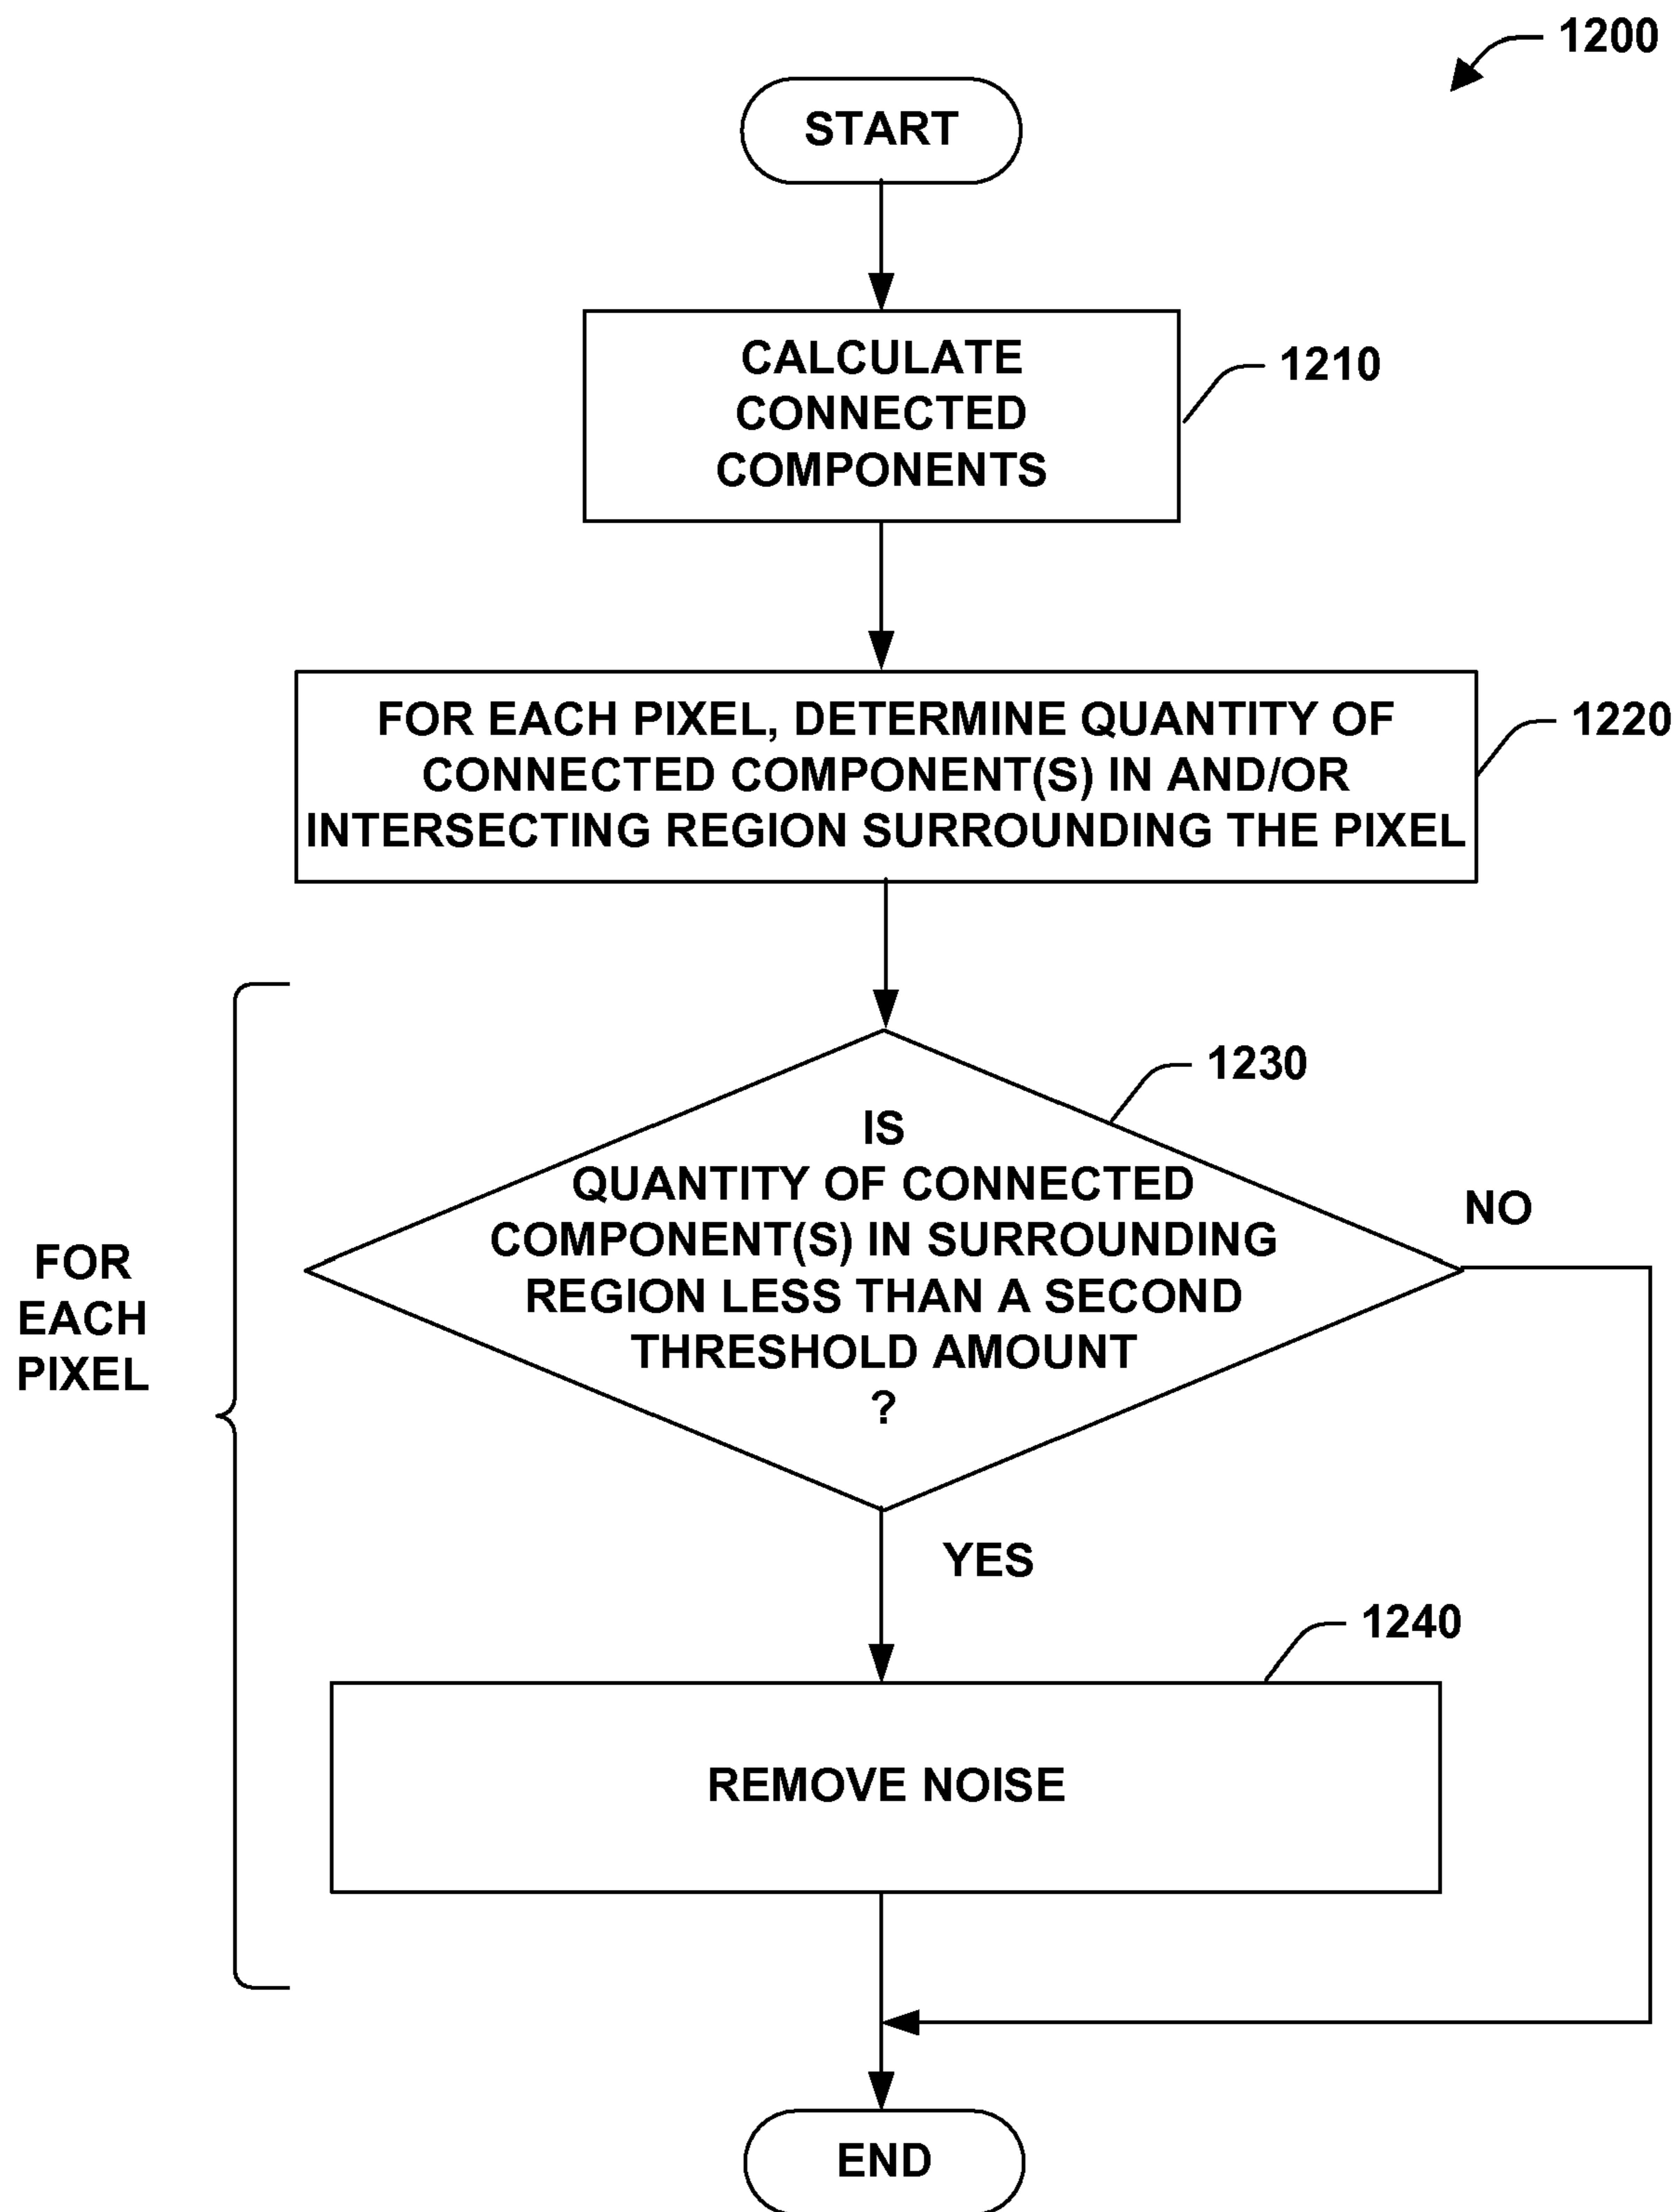 1200
START
CALCULATE
CONNECTED
COMPONENTS
1210
FOR EACH PIXEL, DETERMINE QUANTITY OF
CONNECTED COMPONENT(S) IN AND/OR
INTERSECTING REGION SURROUNDING THE PIXEL
1220
1230
IS
QUANTITY OF CONNECTED
COMPONENT(S) IN SURROUNDING
REGION LESS THAN A SECOND
THRESHOLD AMOUNT
?
NO
FOR
EACH
PIXEL
YES
1240
REMOVE NOISE
END